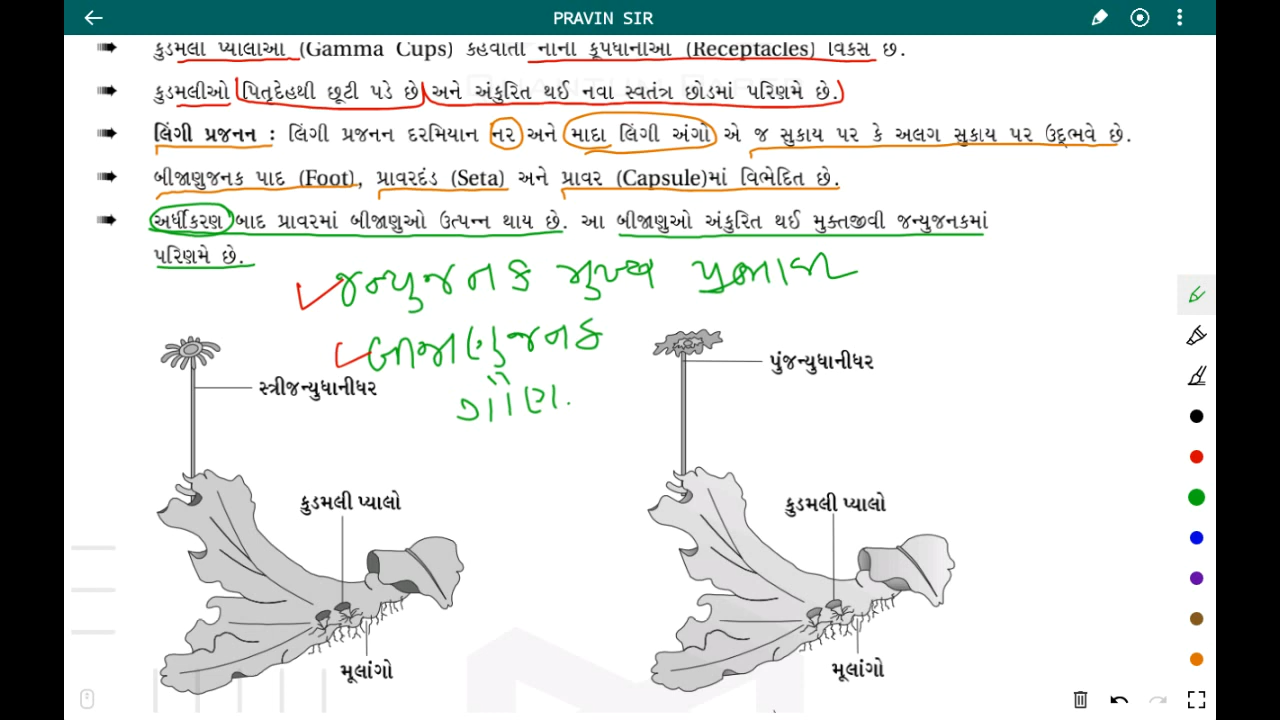 PRAVIN SIR
કુડમલી પ્યાલાઓ (Gamma Cups) કહેવાતી નાના કૂપધાનીઓ (Receptacles) વિકસે છે.
કુડમલીઓ પિતૃદેહથી છૂટી પડે છે અને અંકુરિત થઈ નવા સ્વતંત્ર છોડમાં પરિણમે છે.
લિંગી પ્રજનન : લિંગી પ્રજનન દરમિયાન નર અને માદા લિંગી અંગો એ જ સુકાય પર કે અલગ સુકાય પર ઉદ્ભવે છે.
બીજાણુજનક પાદ (Foot), પ્રાવરદંડ (Seta) અને પ્રાવર (Capsule)માં વિભેદિત છે.
અર્ધીકરણ બાદ પ્રાવરમાં બીજાણુઓ ઉત્પન્ન થાય છે. આ બીજાણુઓ અંકુરિત થઈ મુક્તજીવી જન્યુજનકમાં
પરિણમે છે.
જન્યુજનક મુખ્ય પ્રભાવી
બીજાણુજનક
ગૌણ.
સ્ત્રીજન્યુધાનીધર
પુંજન્યુધાનીધર
કુડમલી પ્યાલો
કુડમલી પ્યાલો
મૂલાંગો
મૂલાંગો